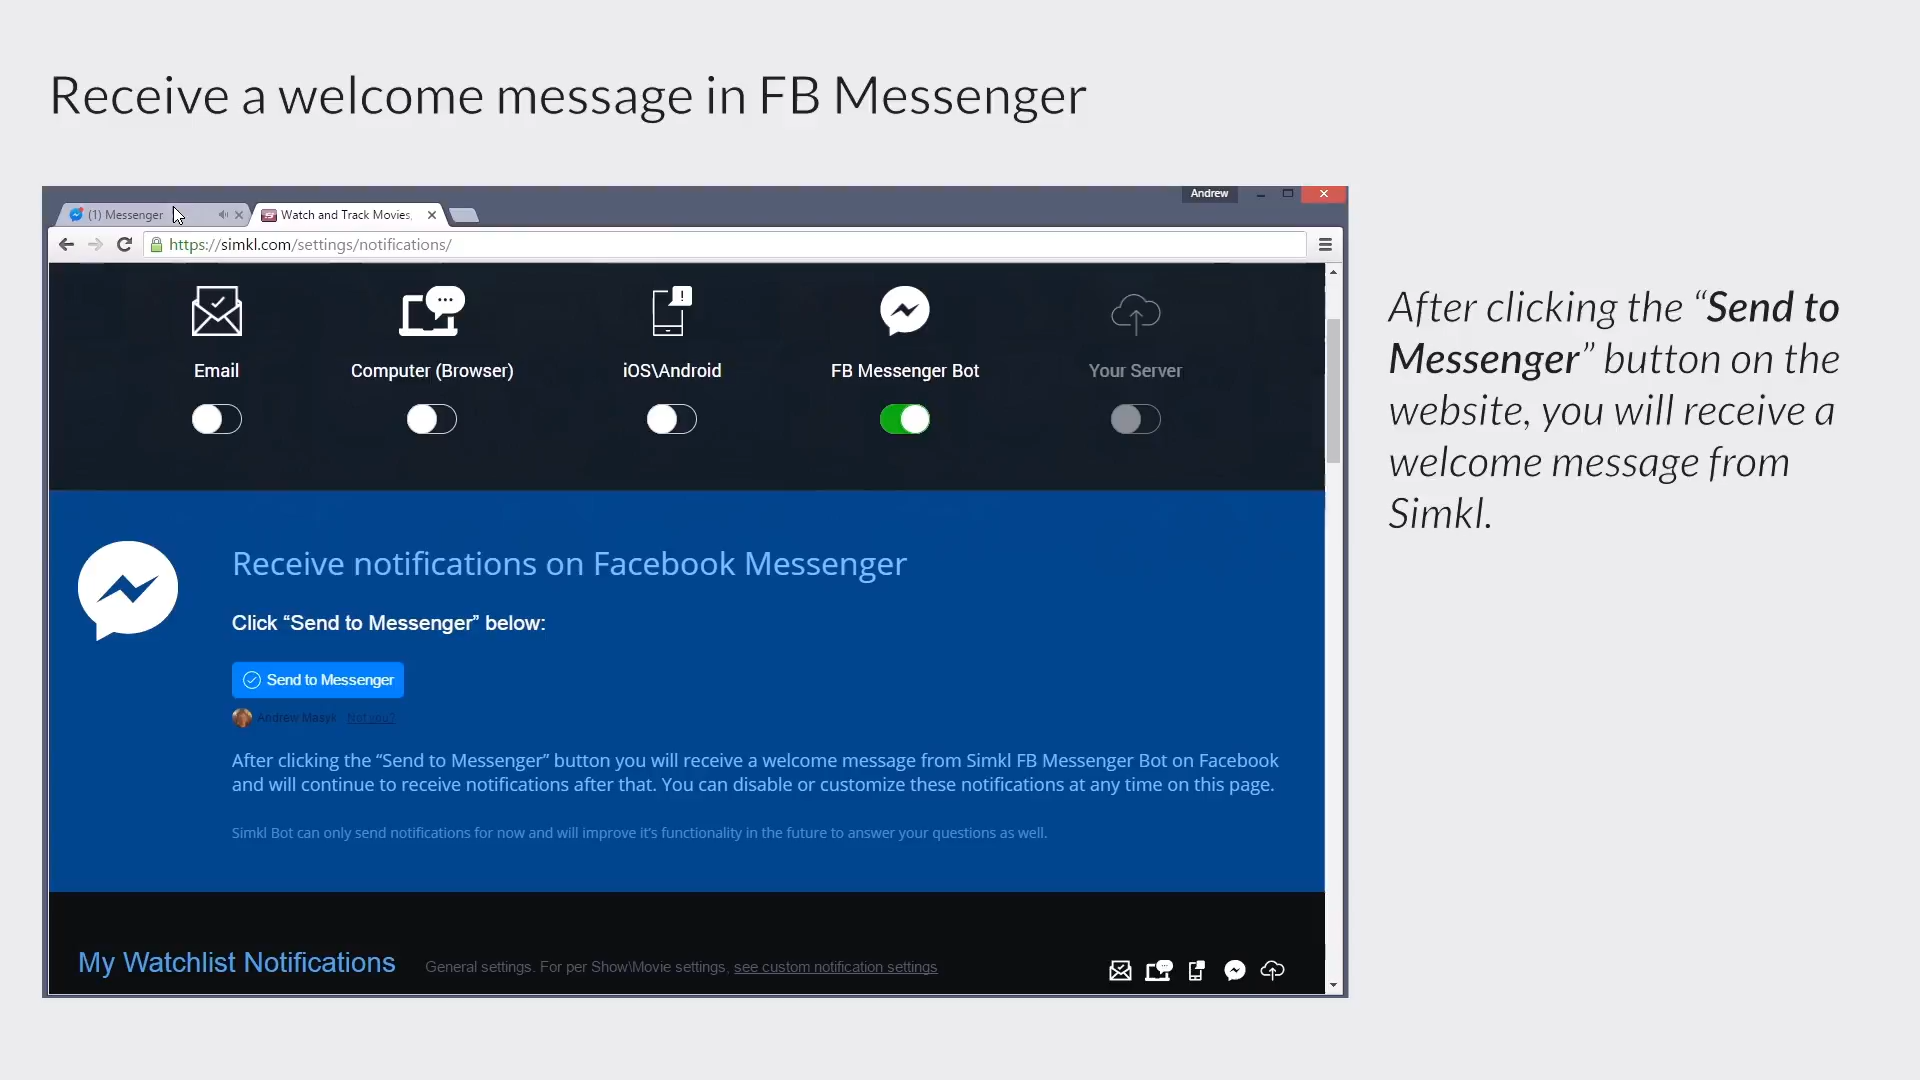 Receive a welcome message in FB Messenger
Andrew
(1) Messenger
Watch and Track Movies,
https://simkl.com/settings/notifications/
Email
Computer (Browser)
iOS\Android
FB Messenger Bot
Your Server
Receive notifications on Facebook Messenger
Click “Send to Messenger” below:
Send to Messenger
Andrew Masyk Not you?
After clicking the “Send to Messenger” button you will receive a welcome message from Simkl FB Messenger Bot on Facebook
and will continue to receive notifications after that. You can disable or customize these notifications at any time on this page.
Simkl Bot can only send notifications for now and will improve it’s functionality in the future to answer your questions as well.
My Watchlist Notifications
General settings. For per Show\Movie settings, see custom notification settings
After clicking the “Send to
Messenger” button on the
website, you will receive a
welcome message from
Simkl.